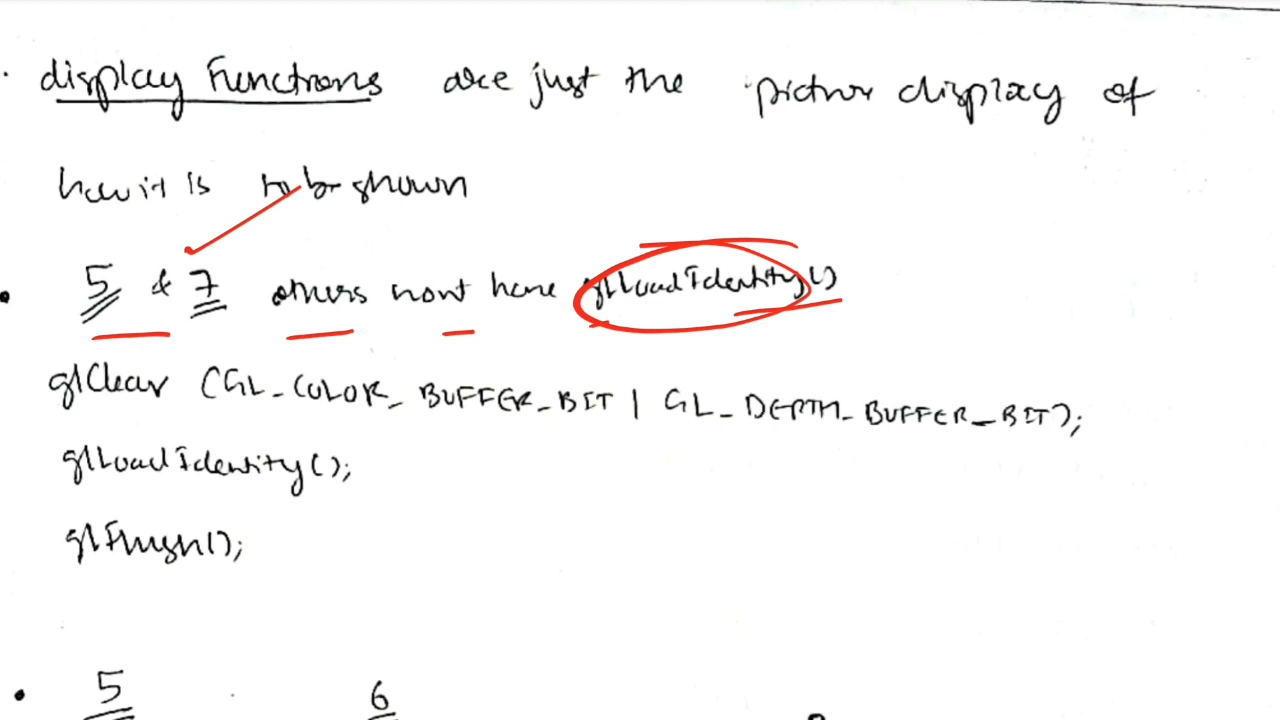 display Functions are just the picture display of
how it is to be shown
5 & 7 others wont have glLoadIdentity()
glClear (GL_COLOR_BUFFER_BIT | GL_DEPTH_BUFFER_BIT);
glLoadIdentity();
glFlush();
5 6